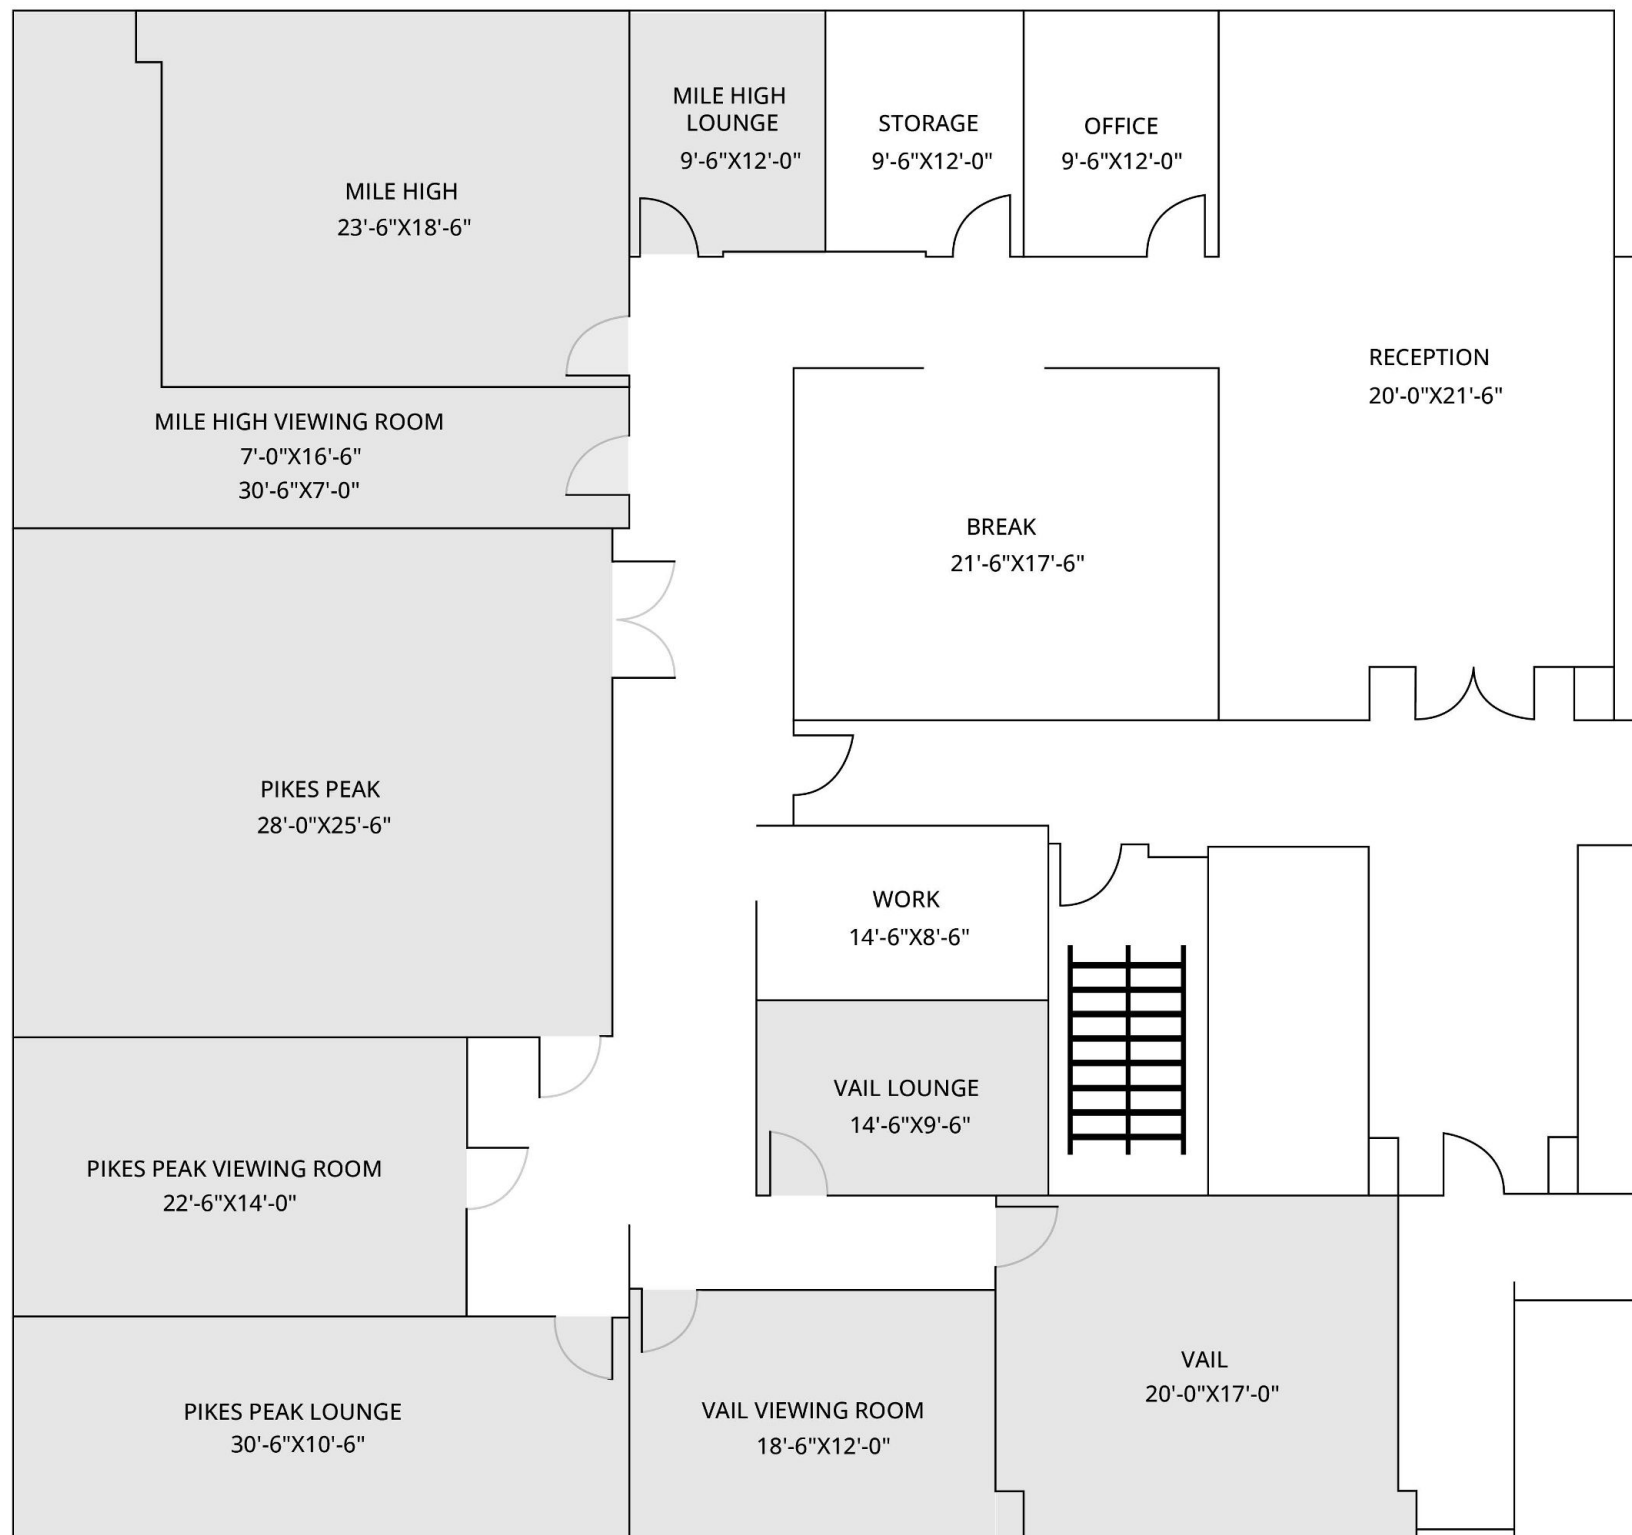 MILE HIGH
LOUNGE
9'-6"X12'-0"
STORAGE
9'-6"X12'-0"
OFFICE
9'-6"X12'-0"
MILE HIGH
23'-6"X18'-6"
RECEPTION
20'-0"X21'-6"
MILE HIGH VIEWING ROOM
7'-0"X16'-6"
30'-6"X7'-0"
BREAK
21'-6"X17'-6"
PIKES PEAK
28'-0"X25'-6"
WORK
14'-6"X8'-6"
VAIL LOUNGE
14'-6"X9'-6"
PIKES PEAK VIEWING ROOM
22'-6"X14'-0"
VAIL
20'-0"X17'-0"
PIKES PEAK LOUNGE
30'-6"X10'-6"
VAIL VIEWING ROOM
18'-6"X12'-0"